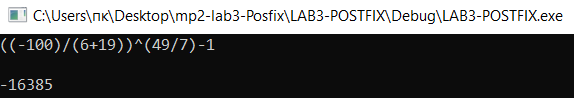 C:\Users\пк\Desktop\mp2-lab3-Posfix\LAB3-POSTFIX\Debug\LAB3-POSTFIX.exe
((-100)/(6+19))^(49/7)-1
-16385